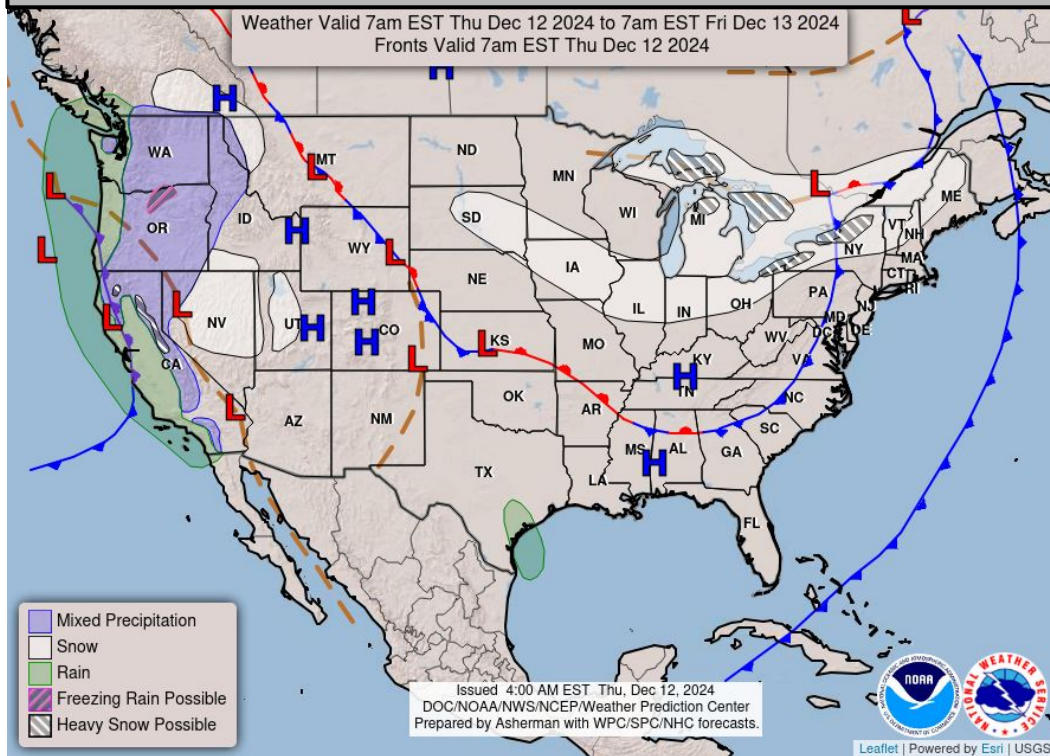 Weather Valid 7am EST Thu Dec 12 2024 to 7am EST Fri Dec 13 2024
Fronts Valid 7am EST Thu Dec 12 2024
H
H
L
WA
MT
ND
MN
L
L
OR
ID
H
WY
SD
WI
MI
L
ME
VT
NH
NY
MA
CT
RI
L
L
NE
IA
IL
IN
OH
PA
NJ
MD
DE
DC
L
L
NV
UT
H
H
H
CO
L
L
KS
MO
WV
VA
KY
CA
L
AZ
NM
OK
AR
H
TN
NC
SC
TX
LA
MS
H
AL
GA
FL
Mixed Precipitation
Snow
Rain
Freezing Rain Possible
Heavy Snow Possible
Issued 4:00 AM EST Thu, Dec 12, 2024
DOC/NOAA/NWS/NCEP/Weather Prediction Center
Prepared by Asherman with WPC/SPC/NHC forecasts.
NOAA
NATIONAL WEATHER SERVICE
Leaflet | Powered by Esri | USGS